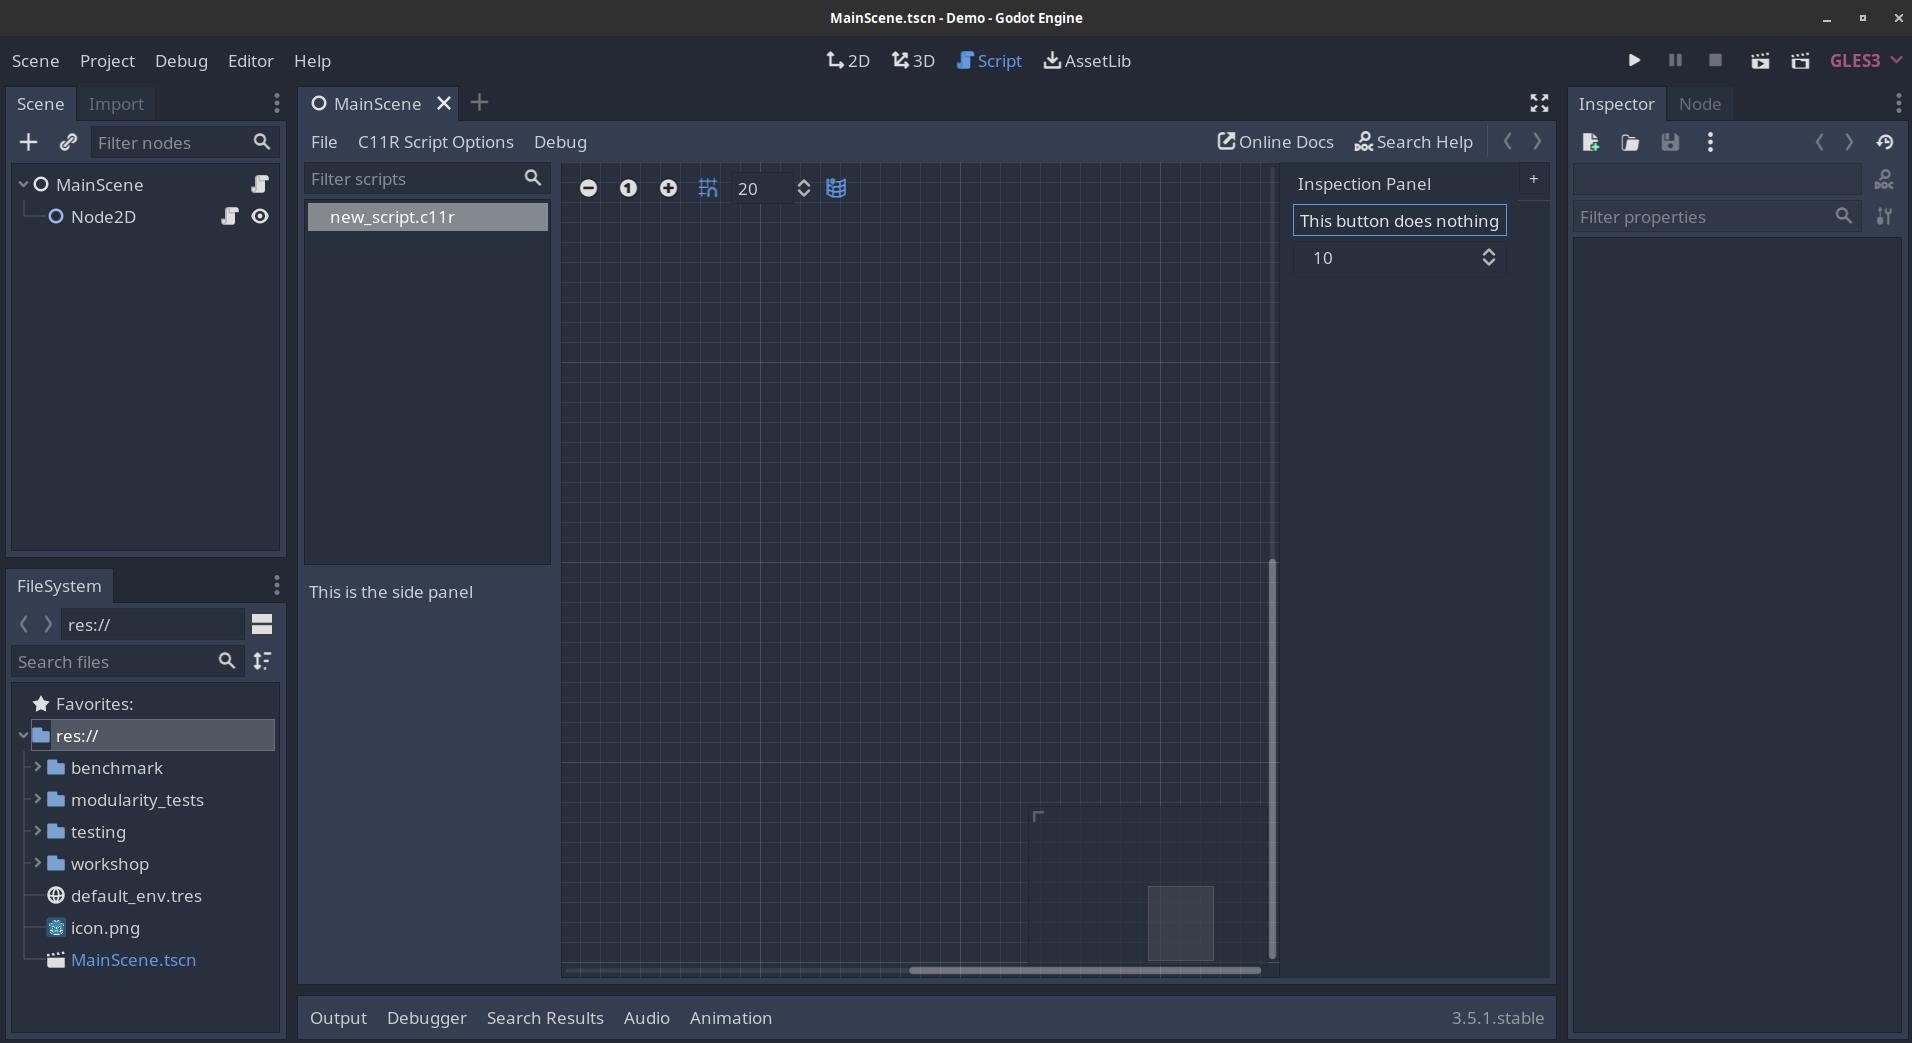 MainScene.tscn - Demo - Godot Engine
Scene Project Debug Editor Help
2D 3D Script AssetLib
GLES3
Scene Import
Filter nodes
MainScene
Node2D
FileSystem
res://
Search files
Favorites:
res://
benchmark
modularity_tests
testing
workshop
default_env.tres
icon.png
MainScene.tscn
MainScene
File C11R Script Options Debug
Online Docs Search Help
Filter scripts
new_script.c11r
This is the side panel
1
20
Inspection Panel +
This button does nothing
10
Output Debugger Search Results Audio Animation
3.5.1.stable
Inspector Node
DOC
Filter properties